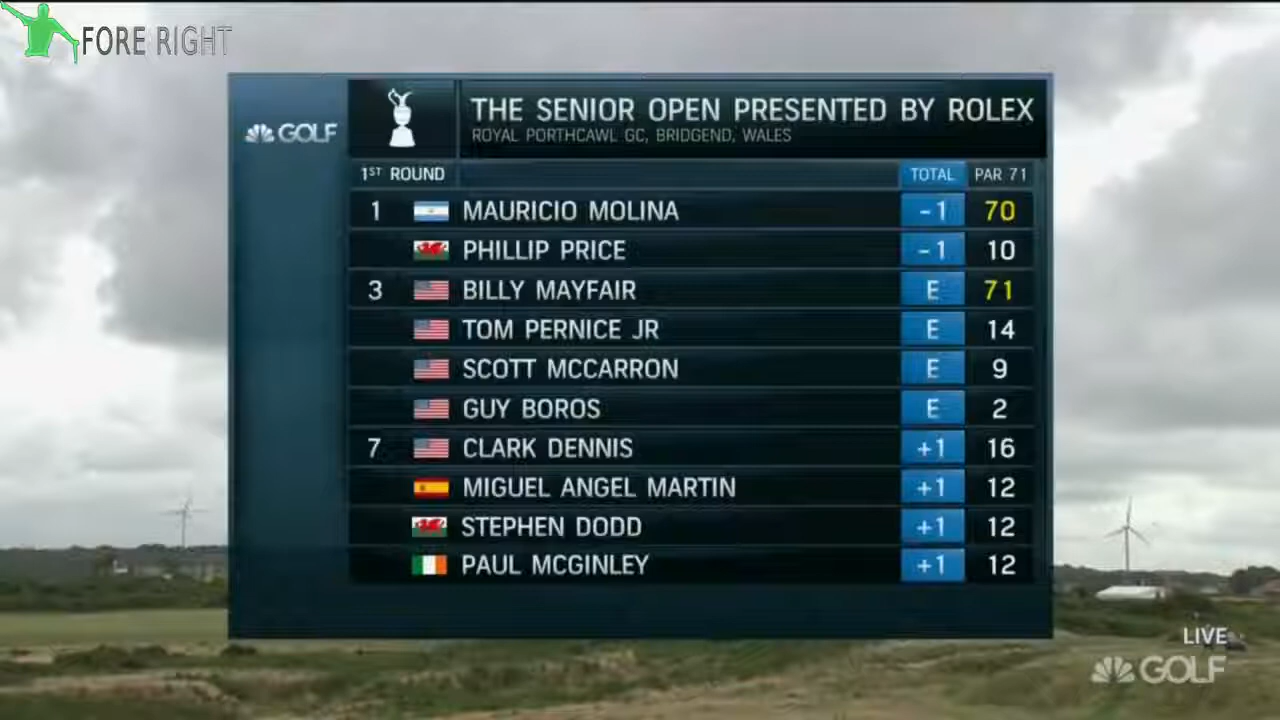 FORE RIGHT
GOLF
THE SENIOR OPEN PRESENTED BY ROLEX
ROYAL PORTHCAWL GC, BRIDGEND, WALES
1ST ROUND TOTAL PAR 71
1 MAURICIO MOLINA -1 70
PHILLIP PRICE -1 10
3 BILLY MAYFAIR E 71
TOM PERNICE JR E 14
SCOTT MCCARRON E 9
GUY BOROS E 2
7 CLARK DENNIS +1 16
MIGUEL ANGEL MARTIN +1 12
STEPHEN DODD +1 12
PAUL MCGINLEY +1 12
LIVE
GOLF